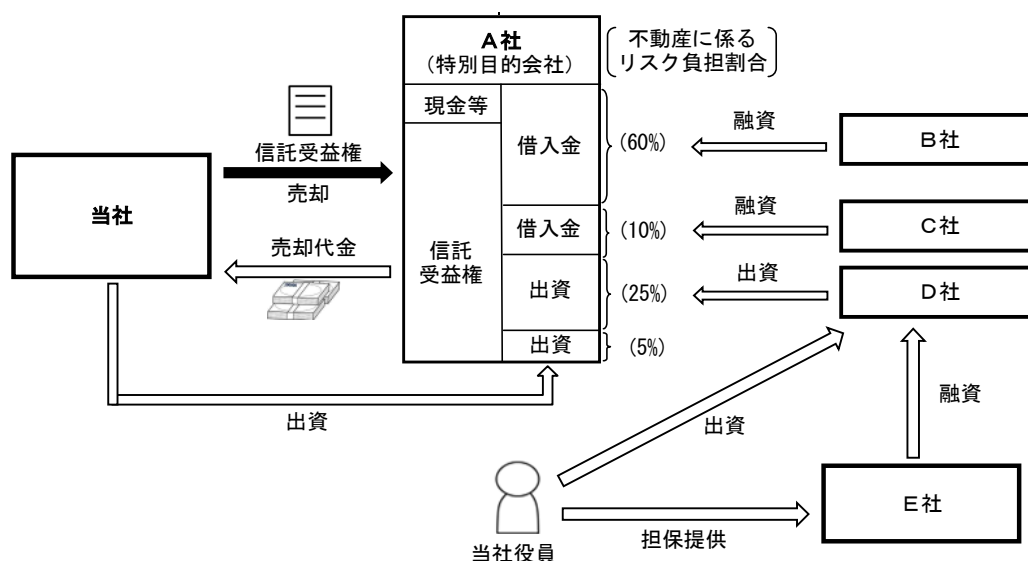 A社
(特別目的会社)
不動産に係る
リスク負担割合
現金等
信託
受益権
借入金
(60%)
借入金
(10%)
出資
(25%)
出資
(5%)
当社
信託受益権
売却
売却代金
出資
融資
B社
融資
C社
出資
D社
出資
融資
E社
担保提供
当社役員